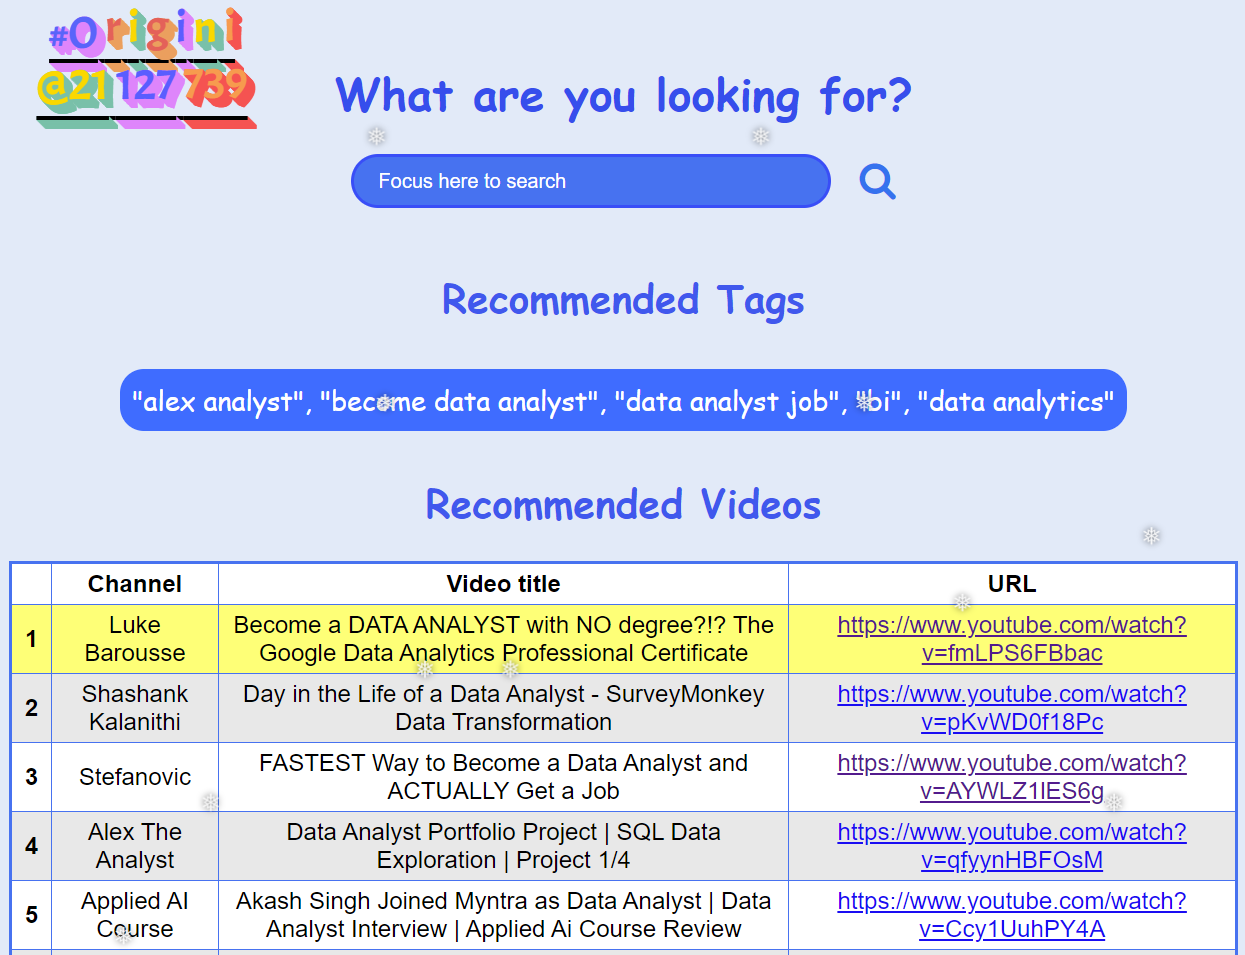 #Origini
@21127739
What are you looking for?
Focus here to search
Recommended Tags
"alex analyst", "become data analyst", "data analyst job", "bi", "data analytics"
Recommended Videos
Channel Video title URL
1 Luke Barousse Become a DATA ANALYST with NO degree?!? The
Google Data Analytics Professional Certificate https://www.youtube.com/watch?
v=fmLPS6FBbac
2 Shashank Kalanithi Day in the Life of a Data Analyst - SurveyMonkey
Data Transformation https://www.youtube.com/watch?
v=pKvWD0f18Pc
3 Stefanovic FASTEST Way to Become a Data Analyst and
ACTUALLY Get a Job https://www.youtube.com/watch?
v=AYWLZ1lES6g
4 Alex The Analyst Data Analyst Portfolio Project | SQL Data
Exploration | Project 1/4 https://www.youtube.com/watch?
v=qfyynHBFOsM
5 Applied AI Course Akash Singh Joined Myntra as Data Analyst | Data
Analyst Interview | Applied Ai Course Review https://www.youtube.com/watch?
v=Ccy1UuhPY4A